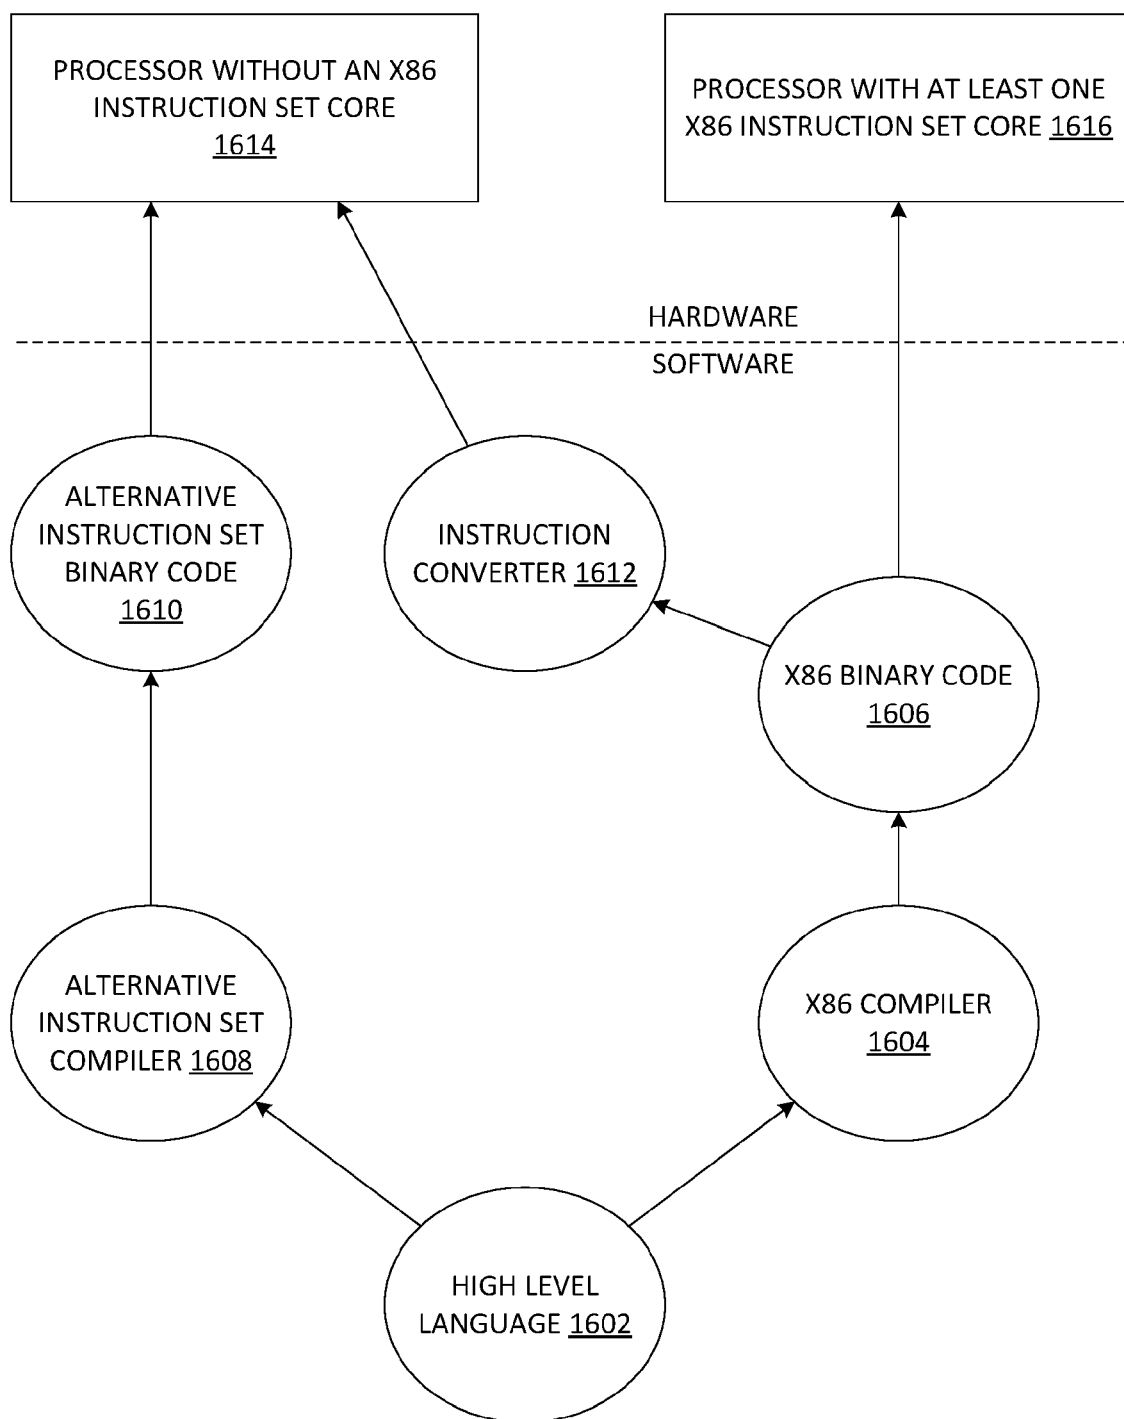 PROCESSOR WITHOUT AN X86
INSTRUCTION SET CORE
1614
PROCESSOR WITH AT LEAST ONE
X86 INSTRUCTION SET CORE 1616
HARDWARE
SOFTWARE
ALTERNATIVE
INSTRUCTION SET
BINARY CODE
1610
INSTRUCTION
CONVERTER 1612
X86 BINARY CODE
1606
ALTERNATIVE
INSTRUCTION SET
COMPILER 1608
X86 COMPILER
1604
HIGH LEVEL
LANGUAGE 1602